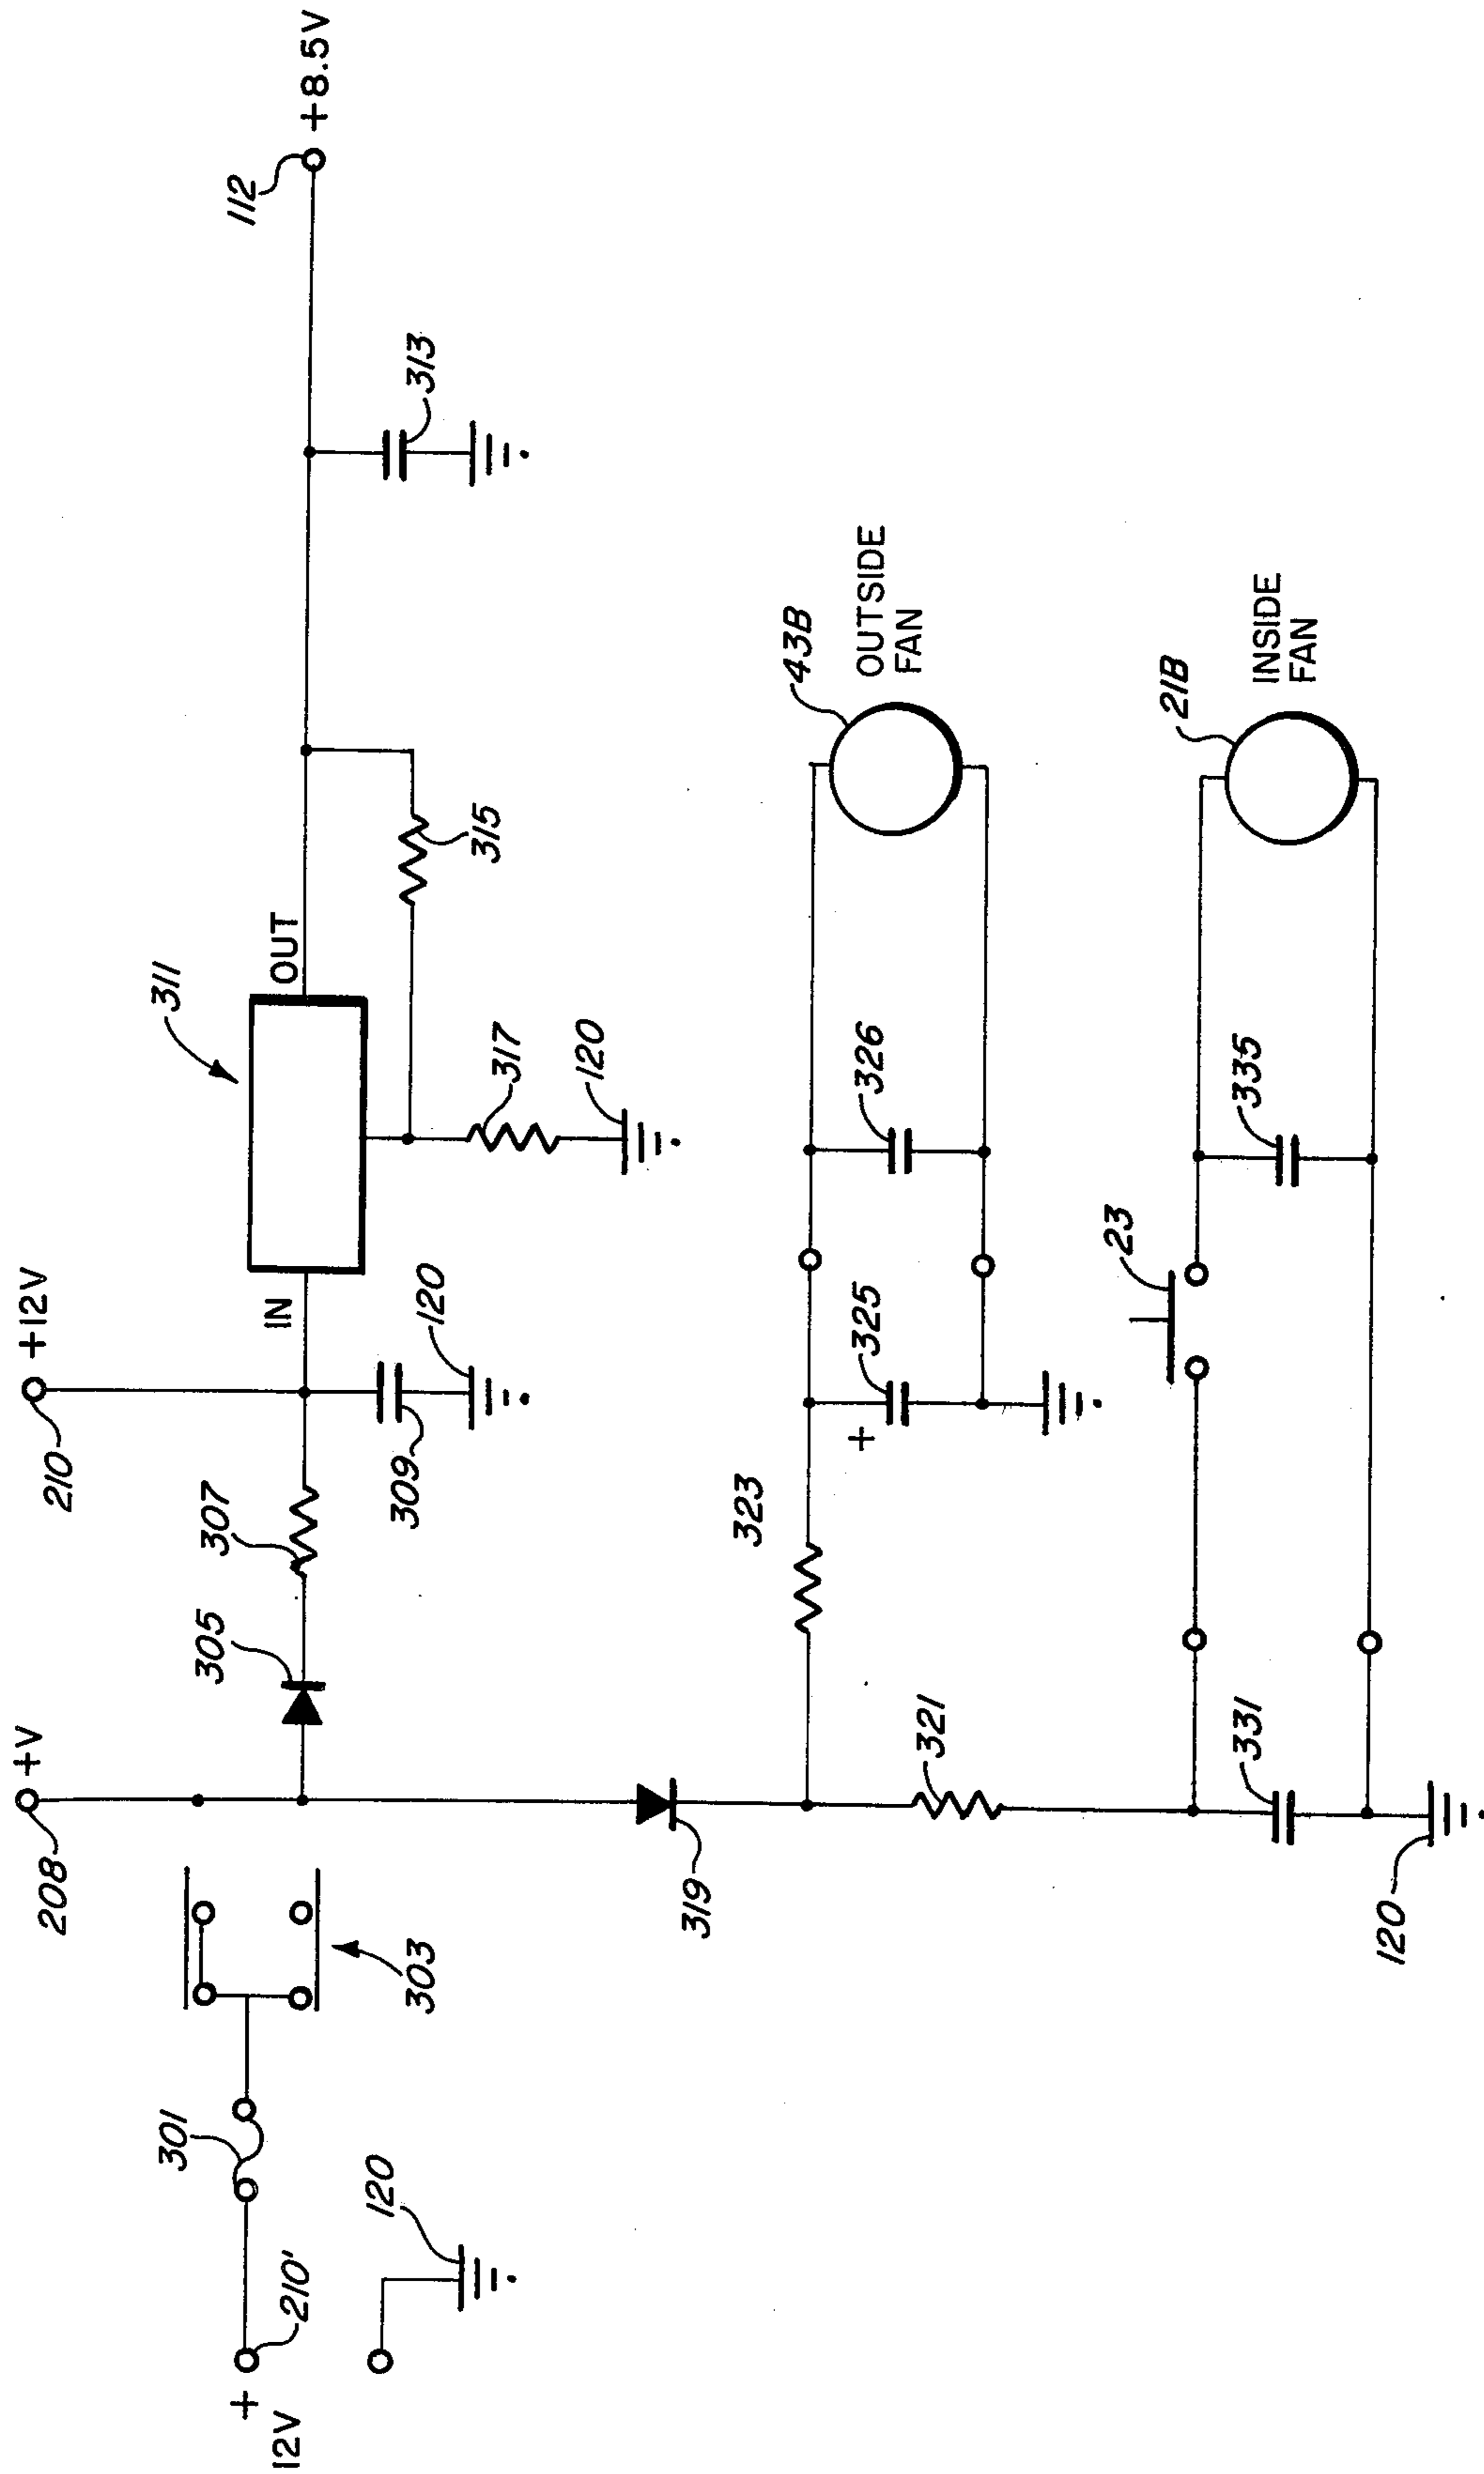 +V
208
+12V
210
112
+8.5V
311
IN
OUT
305
307
309
120
317
120
315
313
301
+
12V
210'
120
303
319
323
+
325
326
43B
OUTSIDE
FAN
321
23
335
21B
INSIDE
FAN
331
120